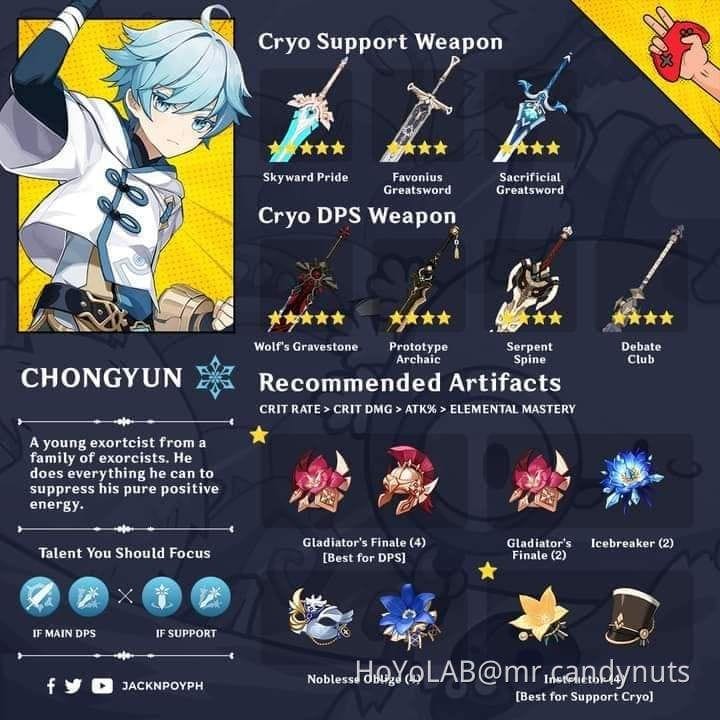 Cryo Support Weapon
Skyward Pride
Favonius
Greatsword
Sacrificial
Greatsword
Cryo DPS Weapon
Wolf's Gravestone
Prototype
Archaic
Serpent
Spine
Debate
Club
CHONGYUN
A young exortcist from a
family of exorcists. He
does everything he can to
suppress his pure positive
energy.
Talent You Should Focus
IF MAIN DPS
IF SUPPORT
JACKNPOYPH
Recommended Artifacts
CRIT RATE > CRIT DMG > ATK% > ELEMENTAL MASTERY
Gladiator's Finale (4)
[Best for DPS]
Gladiator's
Finale (2)
Icebreaker (2)
Noblesse Oblige (4)
Instructor (4)
[Best for Support Cryo]
HoYoLAB@mr.candynuts